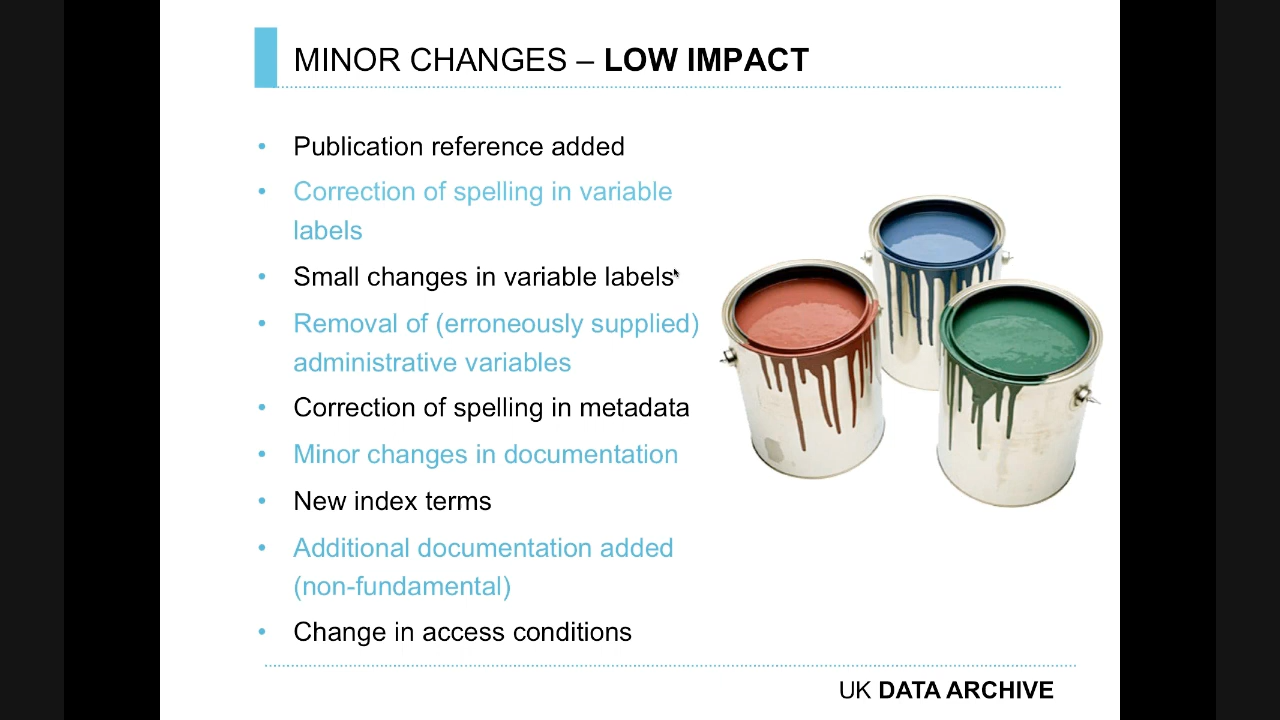 MINOR CHANGES – LOW IMPACT
• Publication reference added
• Correction of spelling in variable
labels
• Small changes in variable labels
• Removal of (erroneously supplied)
administrative variables
• Correction of spelling in metadata
• Minor changes in documentation
• New index terms
• Additional documentation added
(non-fundamental)
• Change in access conditions
UK DATA ARCHIVE